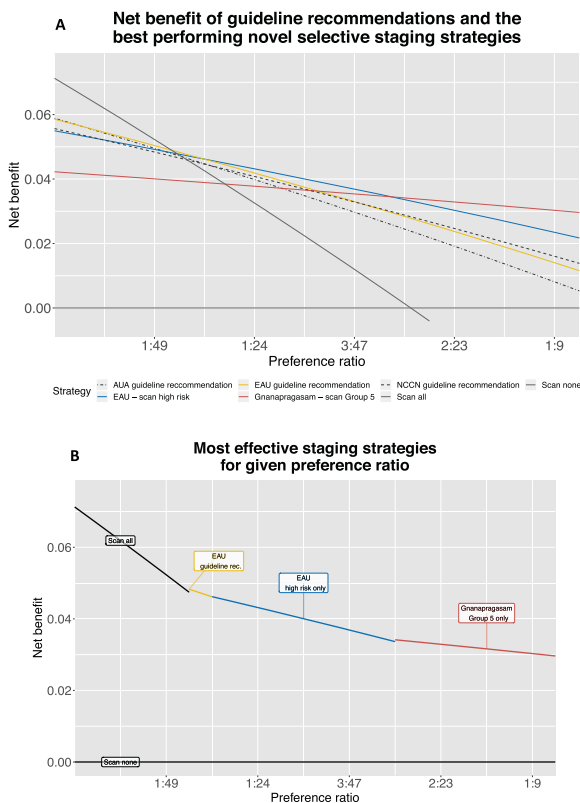 A
Net benefit of guideline recommendations and the
best performing novel selective staging strategies
Net benefit
0.06
0.04
0.02
0.00
1:49 1:24 3:47 2:23 1:9
Preference ratio
Strategy
AUA guideline reccommendation EAU guideline recommendation NCCN guideline recommendation Scan none
EAU – scan high risk Gnanapragasam – scan Group 5 Scan all
B
Most effective staging strategies
for given preference ratio
Net benefit
0.06
0.04
0.02
0.00
Scan all
EAU
guideline rec.
EAU
high risk only
Gnanapragasam
Group 5 only
Scan none
1:49 1:24 3:47 2:23 1:9
Preference ratio